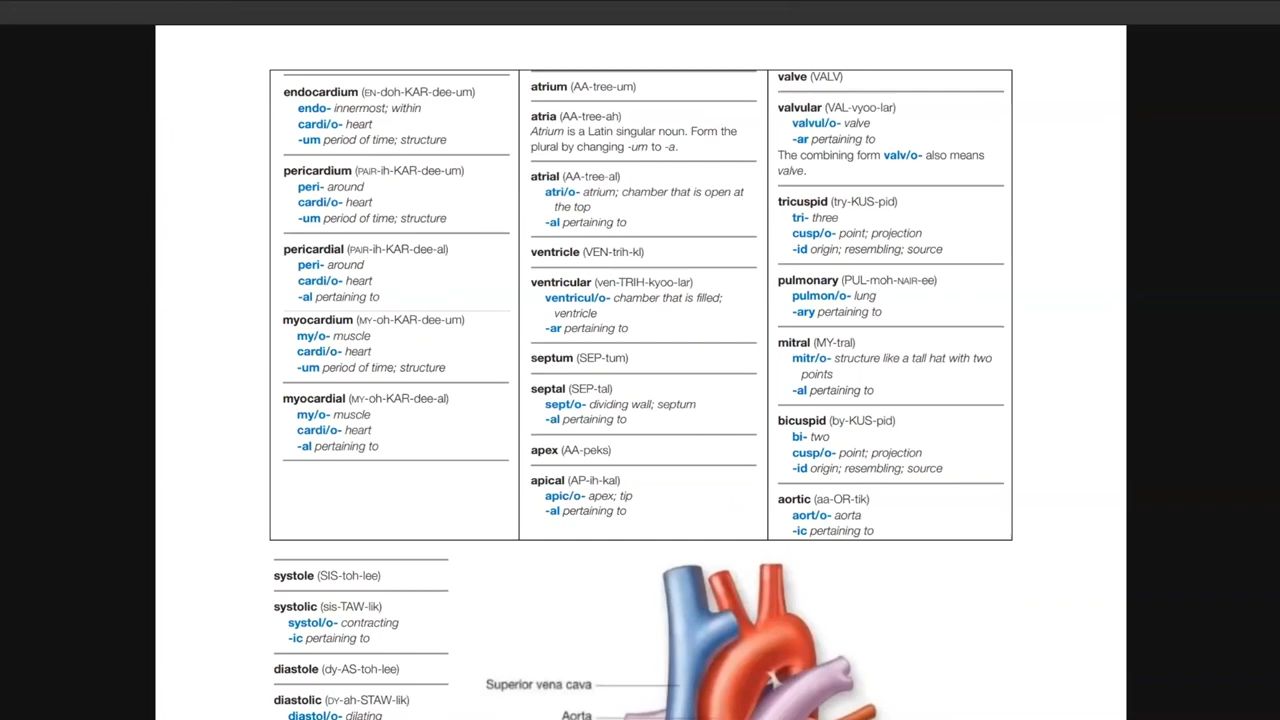 endocardium (EN-doh-KAR-dee-um)
endo- innermost; within
cardi/o- heart
-um period of time; structure
pericardium (PAIR-ih-KAR-dee-um)
peri- around
cardi/o- heart
-um period of time; structure
pericardial (PAIR-ih-KAR-dee-al)
peri- around
cardi/o- heart
-al pertaining to
myocardium (MY-oh-KAR-dee-um)
my/o- muscle
cardi/o- heart
-um period of time; structure
myocardial (MY-oh-KAR-dee-al)
my/o- muscle
cardi/o- heart
-al pertaining to
atrium (AA-tree-um)
atria (AA-tree-ah)
Atrium is a Latin singular noun. Form the
plural by changing -um to -a.
atrial (AA-tree-al)
atri/o- atrium; chamber that is open at
the top
-al pertaining to
ventricle (VEN-trih-kl)
ventricular (ven-TRIH-kyoo-lar)
ventricul/o- chamber that is filled;
ventricle
-ar pertaining to
septum (SEP-tum)
septal (SEP-tal)
sept/o- dividing wall; septum
-al pertaining to
apex (AA-peks)
apical (AP-ih-kal)
apic/o- apex; tip
-al pertaining to
valve (VALV)
valvular (VAL-vyoo-lar)
valvul/o- valve
-ar pertaining to
The combining form valv/o- also means
valve.
tricuspid (try-KUS-pid)
tri- three
cusp/o- point; projection
-id origin; resembling; source
pulmonary (PUL-moh-NAIR-ee)
pulmon/o- lung
-ary pertaining to
mitral (MY-tral)
mitr/o- structure like a tall hat with two
points
-al pertaining to
bicuspid (by-KUS-pid)
bi- two
cusp/o- point; projection
-id origin; resembling; source
aortic (aa-OR-tik)
aort/o- aorta
-ic pertaining to
systole (SIS-toh-lee)
systolic (sis-TAW-lik)
systol/o- contracting
-ic pertaining to
diastole (dy-AS-toh-lee)
diastolic (DY-ah-STAW-lik)
diastol/o- dilating
Superior vena cava
Aorta